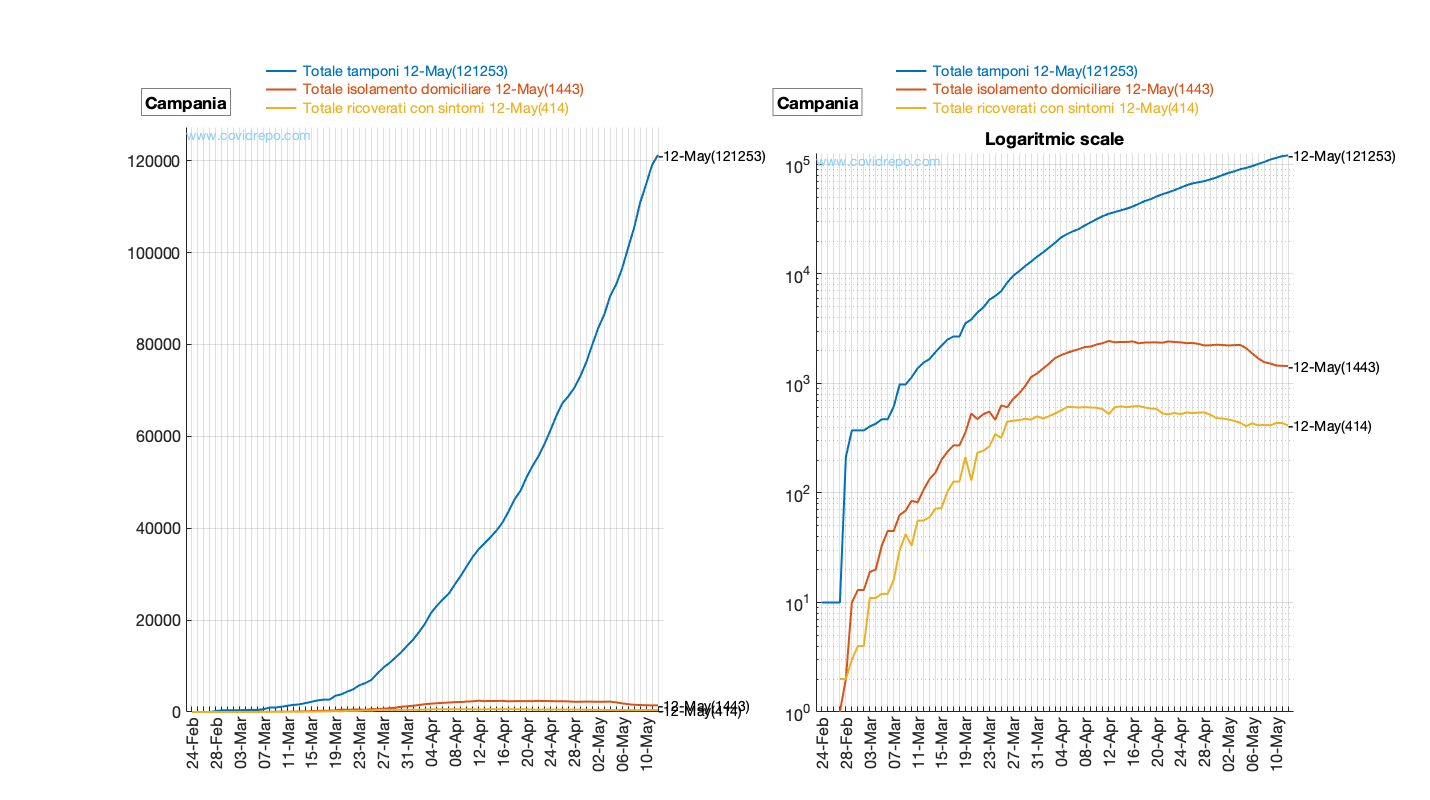 Totale tamponi 12-May(121253)
Totale isolamento domiciliare 12-May(1443)
Totale ricoverati con sintomi 12-May(414)
Campania
www.covidrepo.com
120000
100000
80000
60000
40000
20000
0
-12-May(121253)
-12-May(1443)
-12-May(414)
24-Feb
28-Feb
03-Mar
07-Mar
11-Mar
15-Mar
19-Mar
23-Mar
27-Mar
31-Mar
04-Apr
08-Apr
12-Apr
16-Apr
20-Apr
24-Apr
28-Apr
02-May
06-May
10-May
Totale tamponi 12-May(121253)
Totale isolamento domiciliare 12-May(1443)
Totale ricoverati con sintomi 12-May(414)
Campania
Logaritmic scale
www.covidrepo.com
10^5
10^4
10^3
10^2
10^1
10^0
-12-May(121253)
-12-May(1443)
-12-May(414)
24-Feb
28-Feb
03-Mar
07-Mar
11-Mar
15-Mar
19-Mar
23-Mar
27-Mar
31-Mar
04-Apr
08-Apr
12-Apr
16-Apr
20-Apr
24-Apr
28-Apr
02-May
06-May
10-May